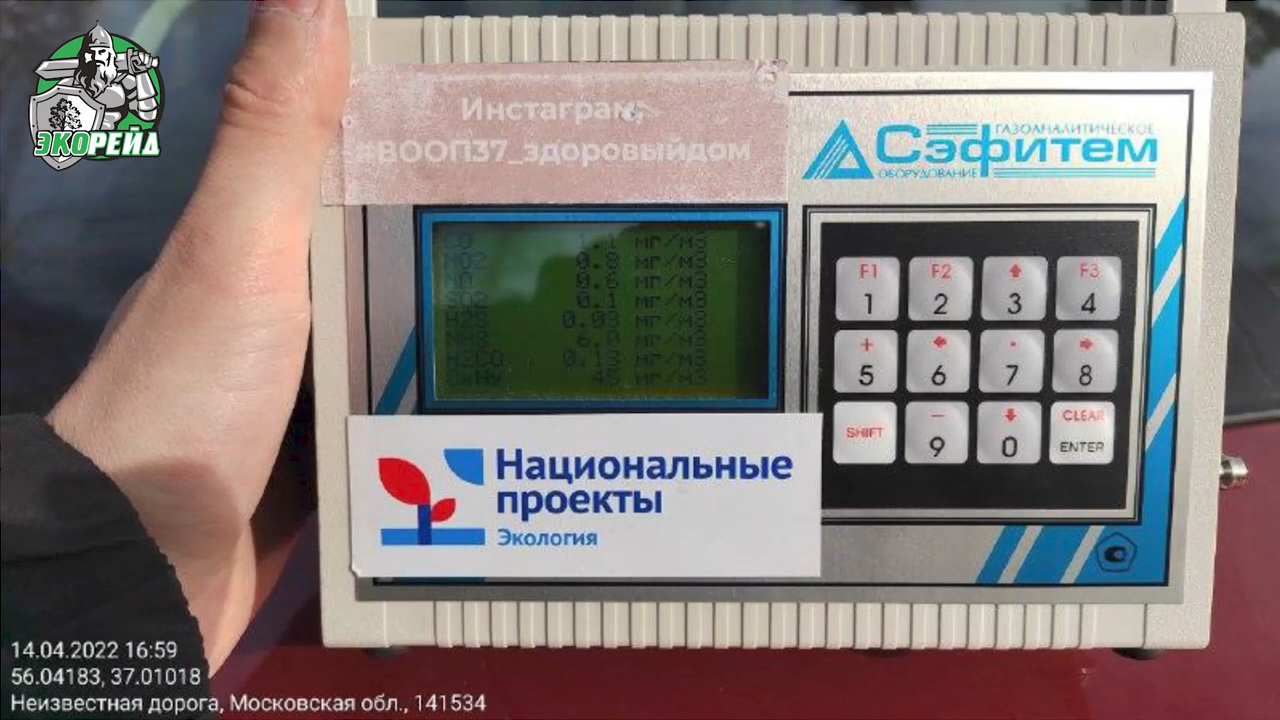 ЭКОРЕЙД
Инстаграм
#ВООП37_здоровыйдом
ГАЗОАНАЛИТИЧЕСКОЕ
Сэфитем
ОБОРУДОВАНИЕ
CO 1.1 мг/м3
NO2 0.8 мг/м3
NO 0.6 мг/м3
SO2 0.1 мг/м3
H2S 0.03 мг/м3
NH3 6.0 мг/м3
H2CO 0.13 мг/м3
CxHy 45 мг/м3
F1 F2 F3
1 2 3 4
+ -
5 6 7 8
SHIFT − CLEAR
9 0 ENTER
Национальные
проекты
Экология
14.04.2022 16:59
56.04183, 37.01018
Неизвестная дорога, Московская обл., 141534